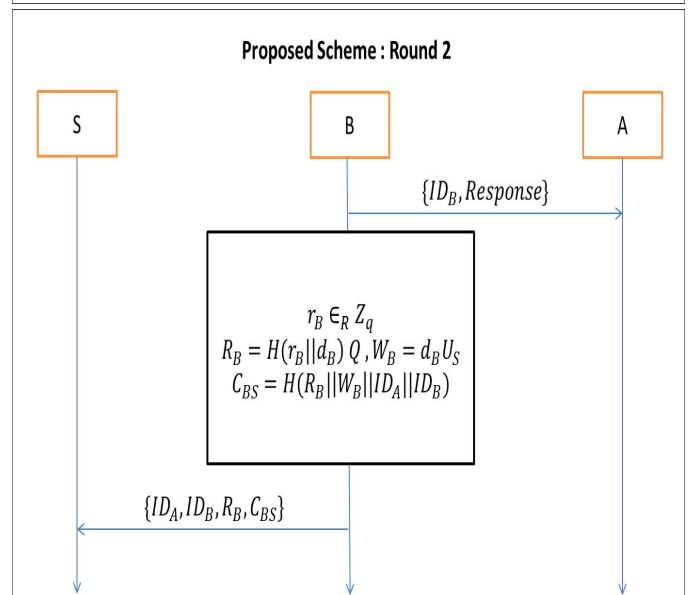 Proposed Scheme : Round 2
S
B
A
{ID_B, Response}
r_B ∈_R Z_q
R_B = H(r_B||d_B) Q , W_B = d_B U_S
C_BS = H(R_B||W_B||ID_A||ID_B)
{ID_A, ID_B, R_B, C_BS}